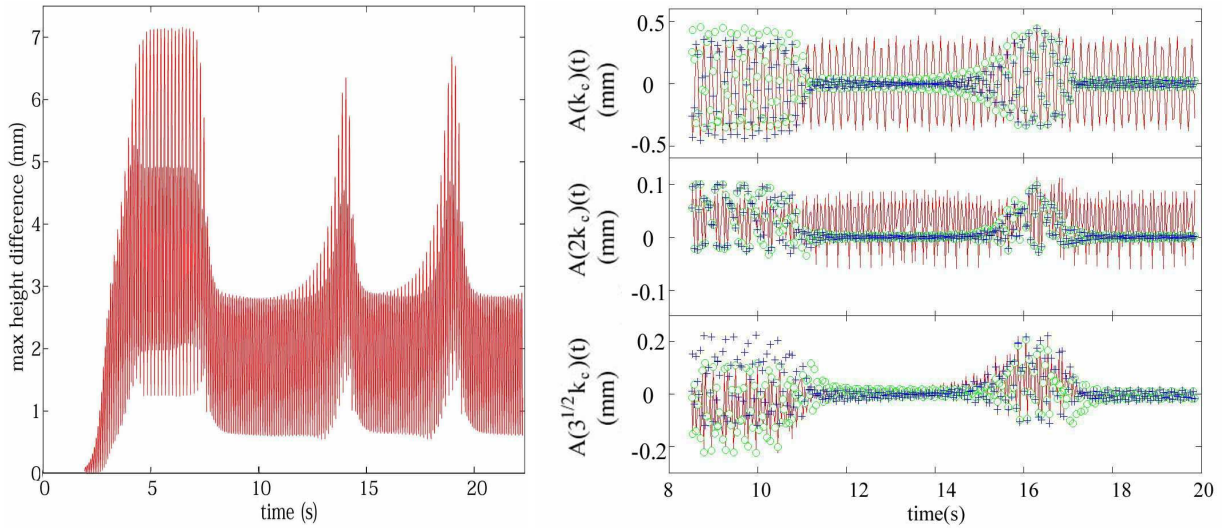 max height difference (mm)
7
6
5
4
3
2
1
0
0 5 10 15 20
time (s)
A(k_c)(t)
(mm)
0.5
0
-0.5
A(2k_c)(t)
(mm)
0.1
0
-0.1
A(3^{1/2}k_c)(t)
(mm)
0.2
0
-0.2
8 10 12 14 16 18 20
time(s)